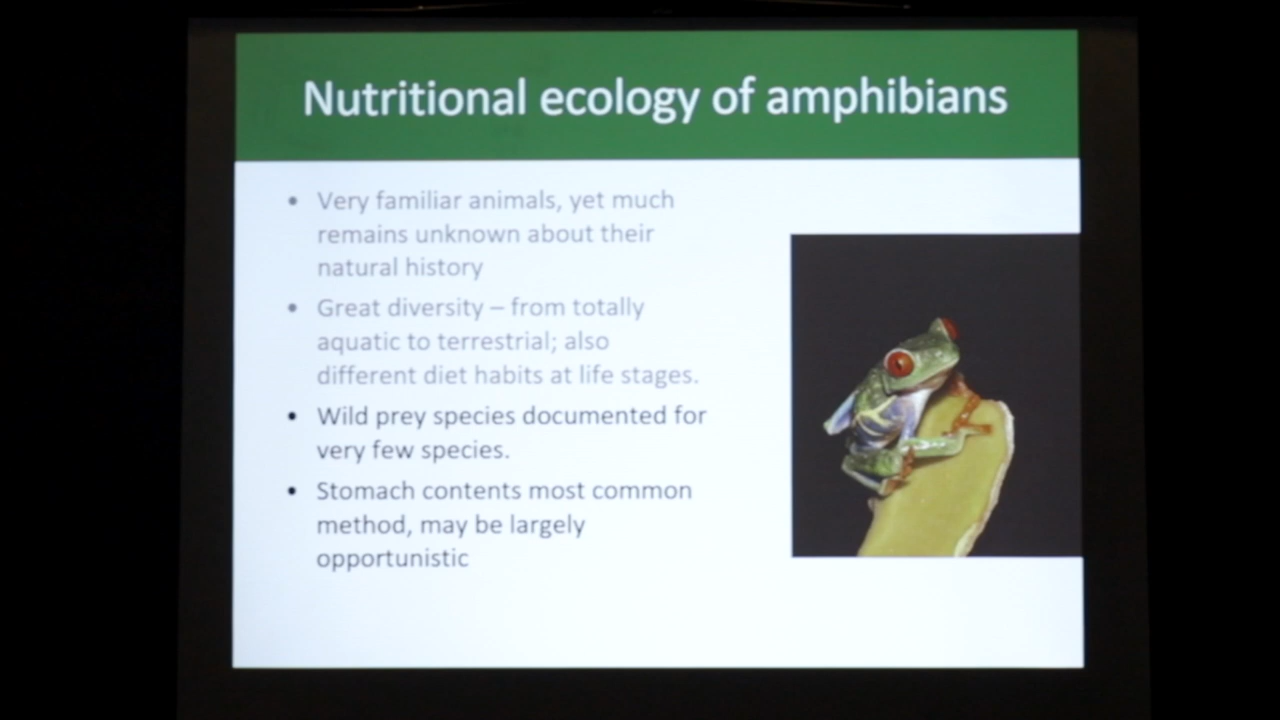 Nutritional ecology of amphibians
• Very familiar animals, yet much
remains unknown about their
natural history
• Great diversity – from totally
aquatic to terrestrial; also
different diet habits at life stages.
• Wild prey species documented for
very few species.
• Stomach contents most common
method, may be largely
opportunistic